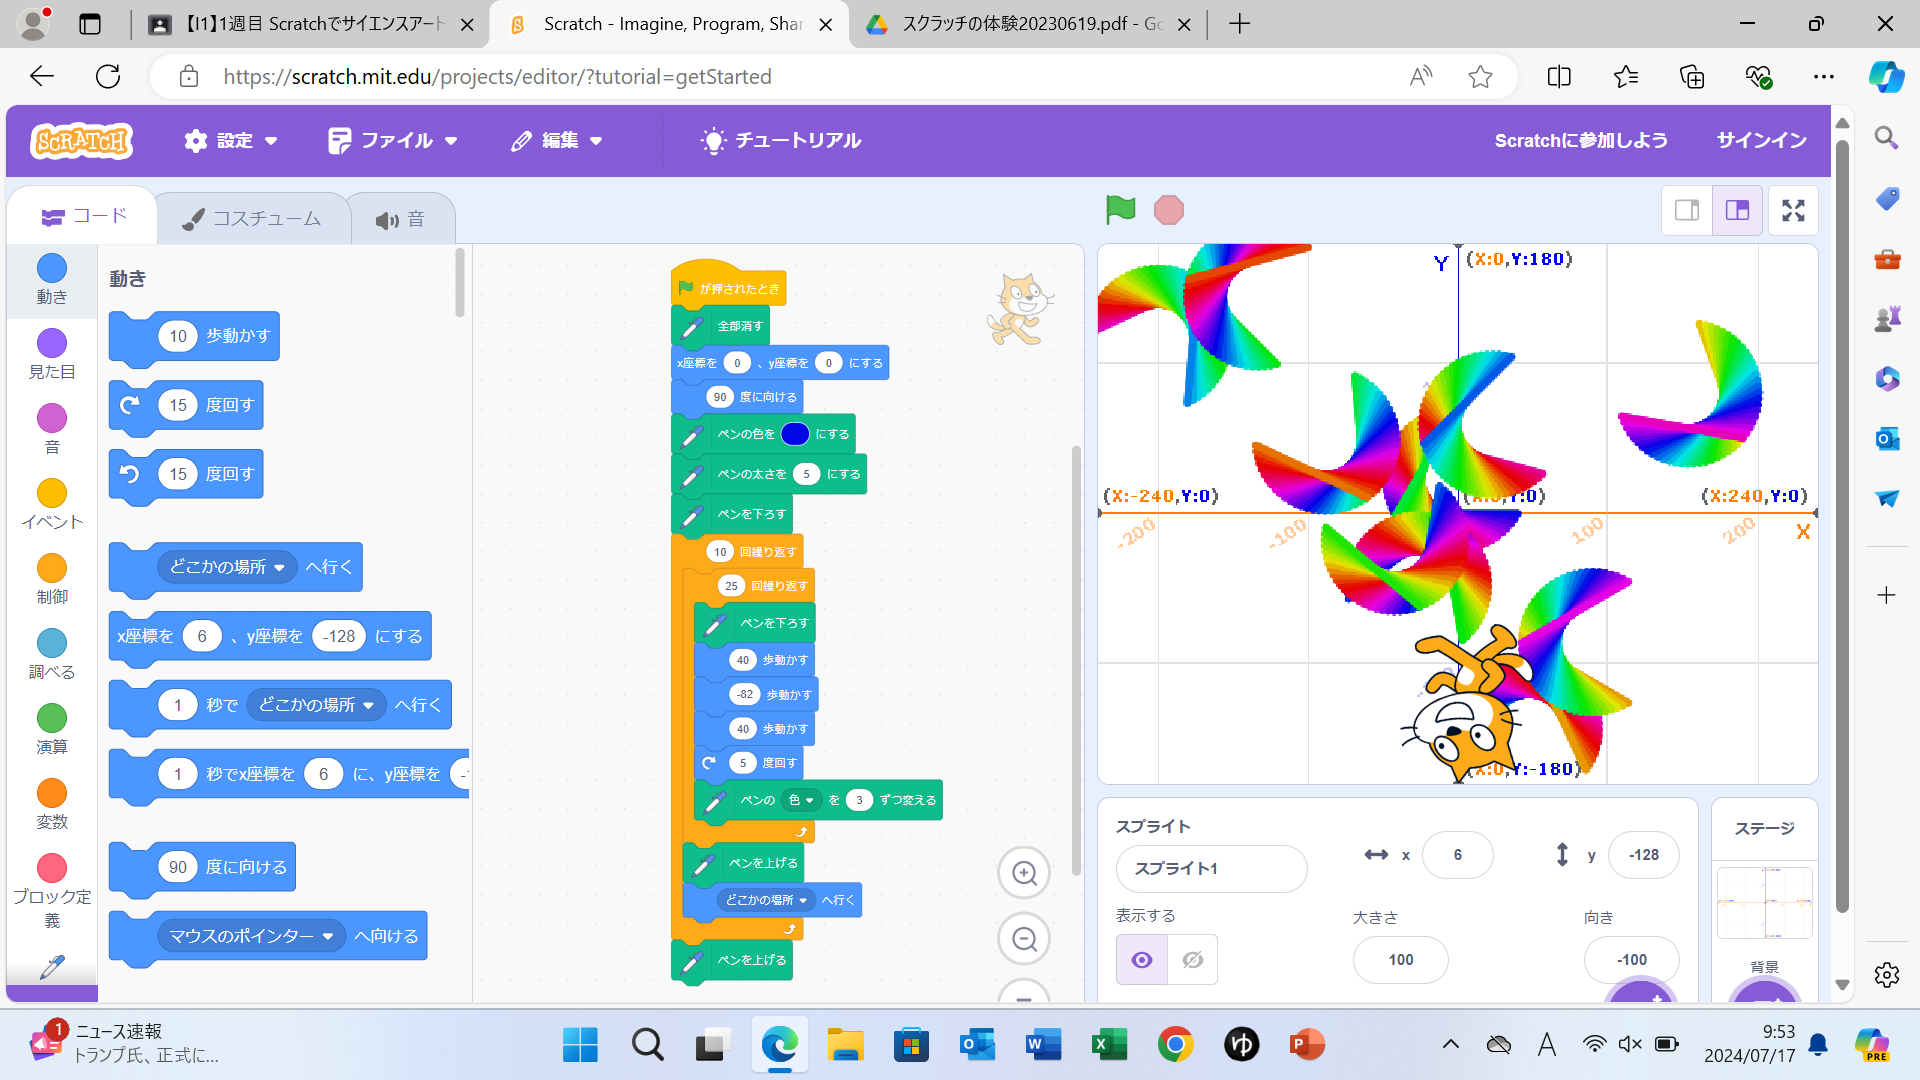 【I1】1週目 Scratchでサイエンスアート
Scratch - Imagine, Program, Shar
スクラッチの体験20230619.pdf - Go
https://scratch.mit.edu/projects/editor/?tutorial=getStarted
SCRATCH
設定
ファイル
編集
チュートリアル
Scratchに参加しよう
サインイン
コード
コスチューム
音
動き
見た目
音
イベント
制御
調べる
演算
変数
ブロック定
義
動き
10 歩動かす
15 度回す
15 度回す
どこかの場所 へ行く
x座標を 6 、y座標を -128 にする
1 秒で どこかの場所 へ行く
1 秒でx座標を 6 に、y座標を
90 度に向ける
マウスのポインター へ向ける
が押されたとき
全部消す
x座標を 0 、y座標を 0 にする
90 度に向ける
ペンの色を にする
ペンの太さを 5 にする
ペンを下ろす
10 回繰り返す
25 回繰り返す
ペンを下ろす
40 歩動かす
-82 歩動かす
40 歩動かす
5 度回す
ペンの 色 を 3 ずつ変える
ペンを上げる
どこかの場所 へ行く
ペンを上げる
Y
(X:0,Y:180)
(X:-240,Y:0)
(X:240,Y:0)
-200
-100
100
200
X
(X:0,Y:-180)
スプライト
スプライト1
x 6
y -128
表示する
大きさ
向き
100
-100
ステージ
背景
1
ニュース速報
トランプ氏、正式に...
A
9:53
2024/07/17
PRE